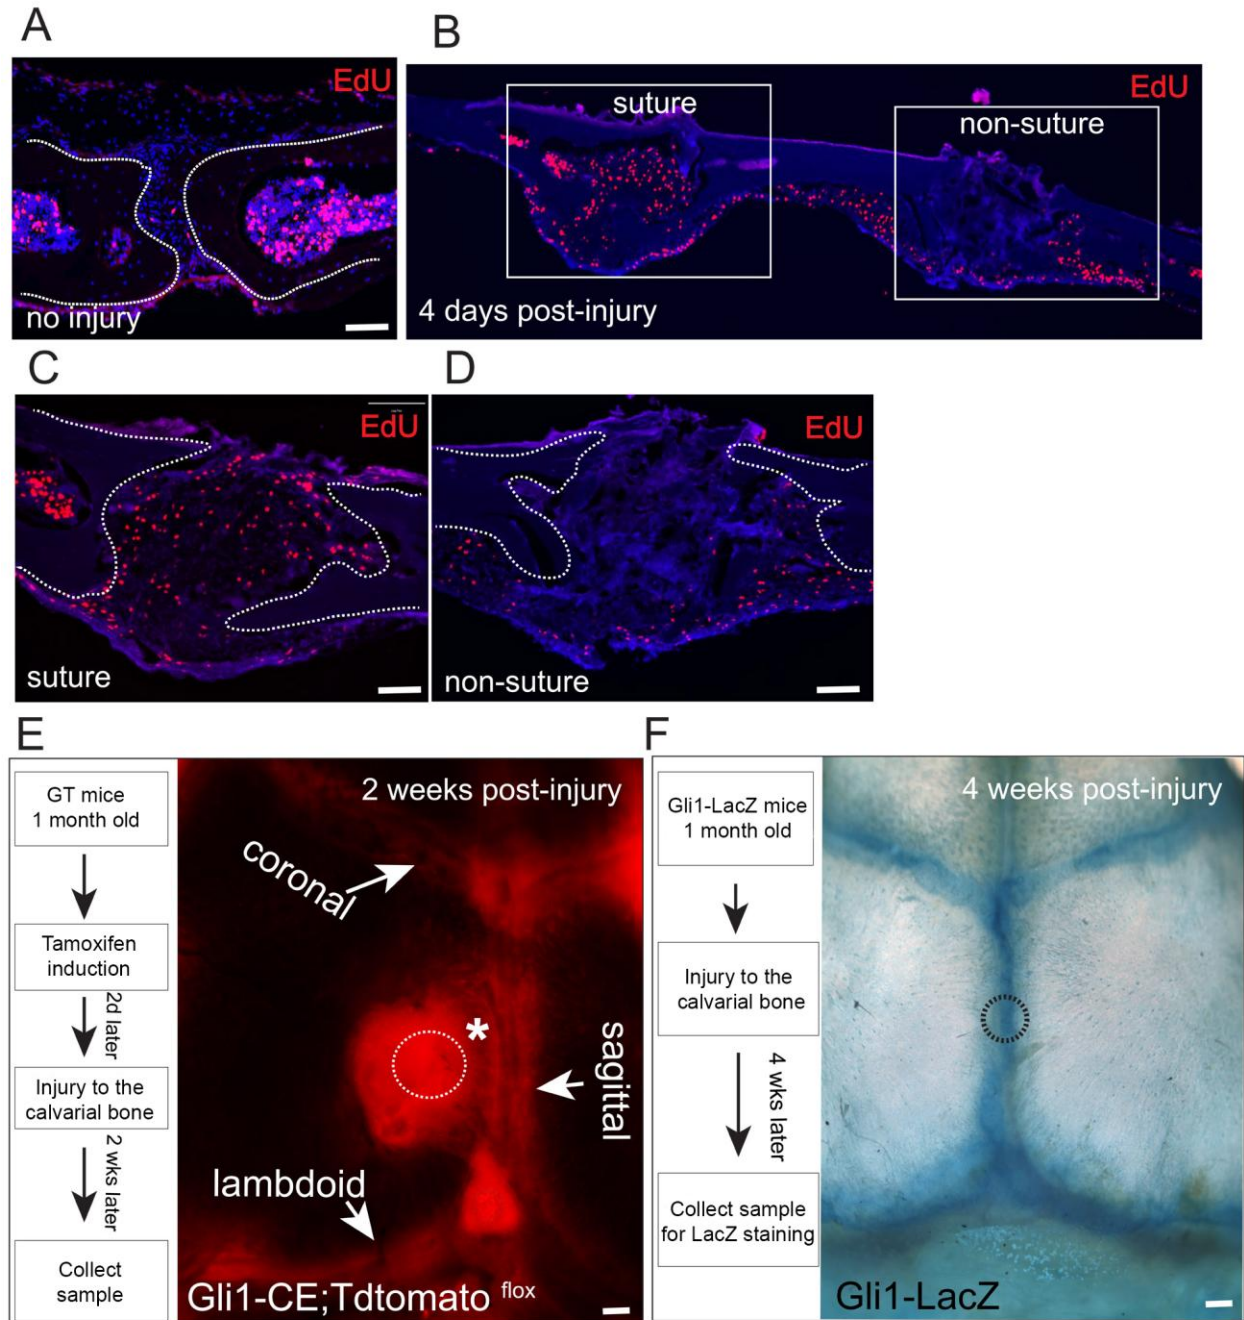 A
EdU
no injury
B
EdU
suture
non-suture
4 days post-injury
C
EdU
suture
D
EdU
non-suture
E
GT mice
1 month old
Tamoxifen
induction
2d later
Injury to the
calvarial bone
2 wks later
Collect
sample
2 weeks post-injury
coronal
*
sagittal
lambdoid
Gli1-CE;Tdtomato flox
F
Gli1-LacZ mice
1 month old
Injury to the
calvarial bone
4 wks later
Collect sample
for LacZ staining
4 weeks post-injury
Gli1-LacZ